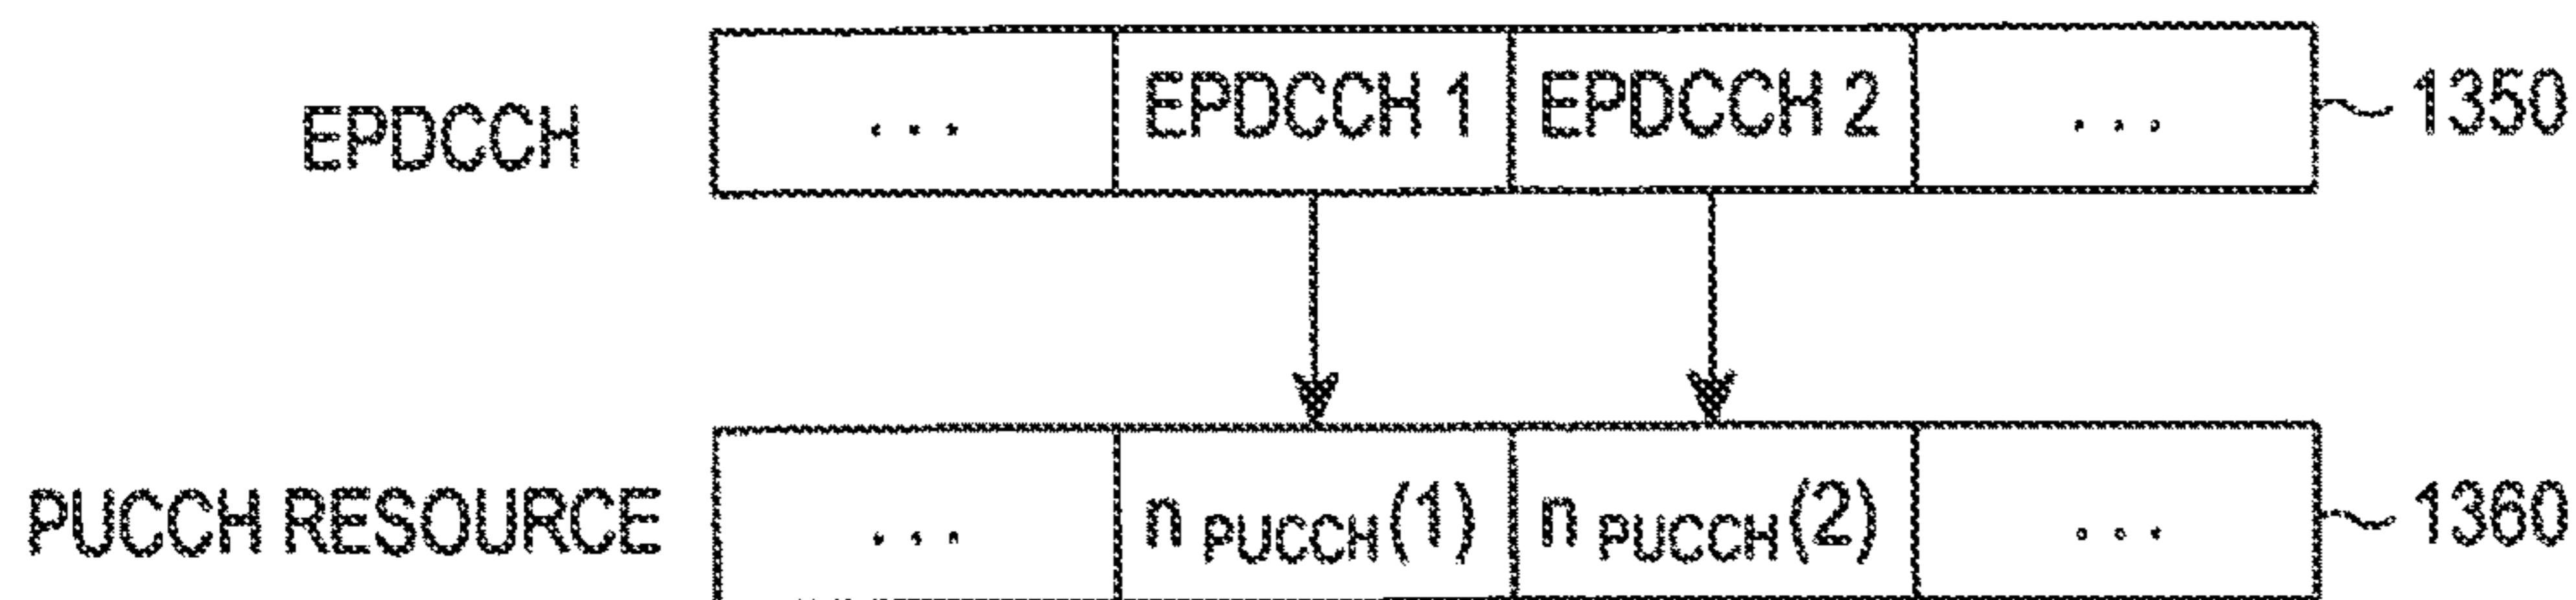 EPDCCH ... EPDCCH 1 EPDCCH 2 ... 1350
PUCCH RESOURCE ... n PUCCH(1) n PUCCH(2) ... 1360